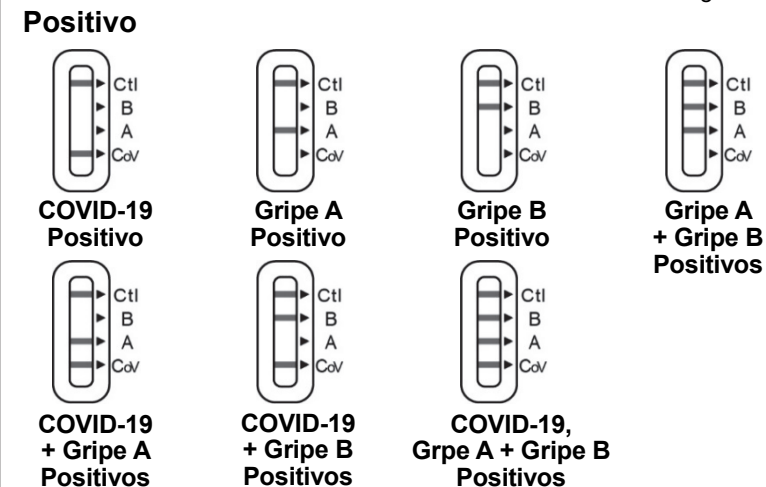 Positivo
Ctl
B
A
CoV
COVID-19
Positivo
Ctl
B
A
CoV
Gripe A
Positivo
Ctl
B
A
CoV
Gripe B
Positivo
Ctl
B
A
CoV
Gripe A
+ Gripe B
Positivos
Ctl
B
A
CoV
COVID-19
+ Gripe A
Positivos
Ctl
B
A
CoV
COVID-19
+ Gripe B
Positivos
Ctl
B
A
CoV
COVID-19,
Grpe A + Gripe B
Positivos